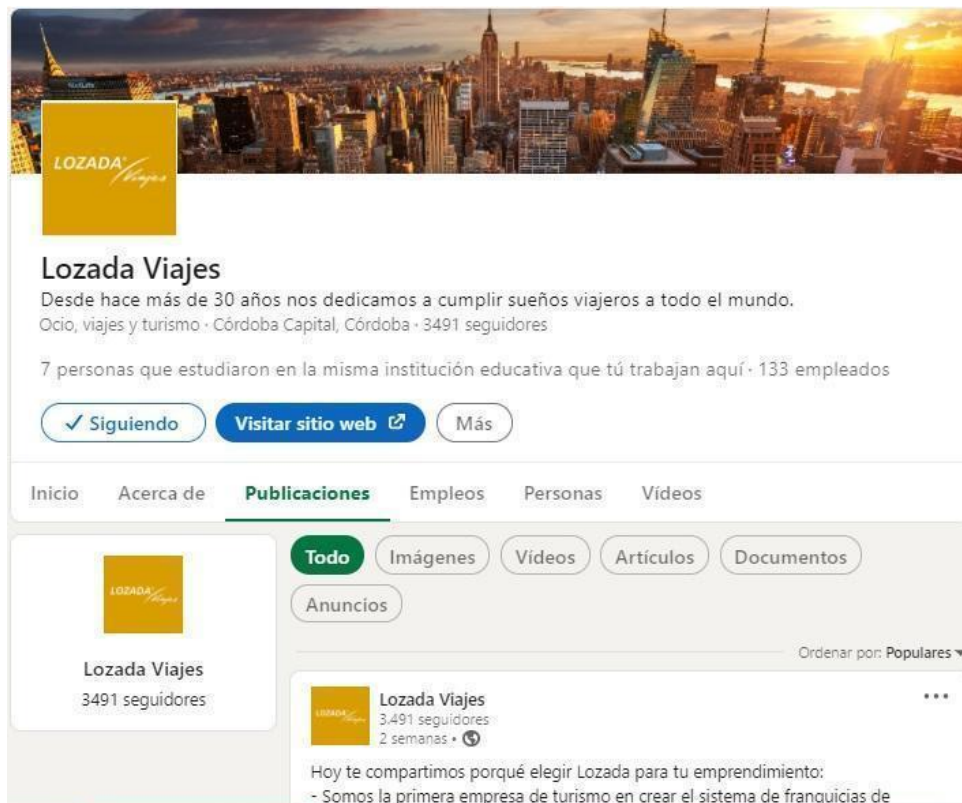 LOZADA
Viajes
Lozada Viajes
Desde hace más de 30 años nos dedicamos a cumplir sueños viajeros a todo el mundo.
Ocio, viajes y turismo · Córdoba Capital, Córdoba · 3491 seguidores
7 personas que estudiaron en la misma institución educativa que tú trabajan aquí · 133 empleados
Siguiendo Visitar sitio web Más
Inicio Acerca de Publicaciones Empleos Personas Vídeos
Todo Imágenes Vídeos Artículos Documentos
Anuncios
Ordenar por: Populares
LOZADA
Viajes
Lozada Viajes
3491 seguidores
LOZADA
Viajes
Lozada Viajes
3.491 seguidores
2 semanas •
Hoy te compartimos porqué elegir Lozada para tu emprendimiento:
- Somos la primera empresa de turismo en crear el sistema de franquicias de